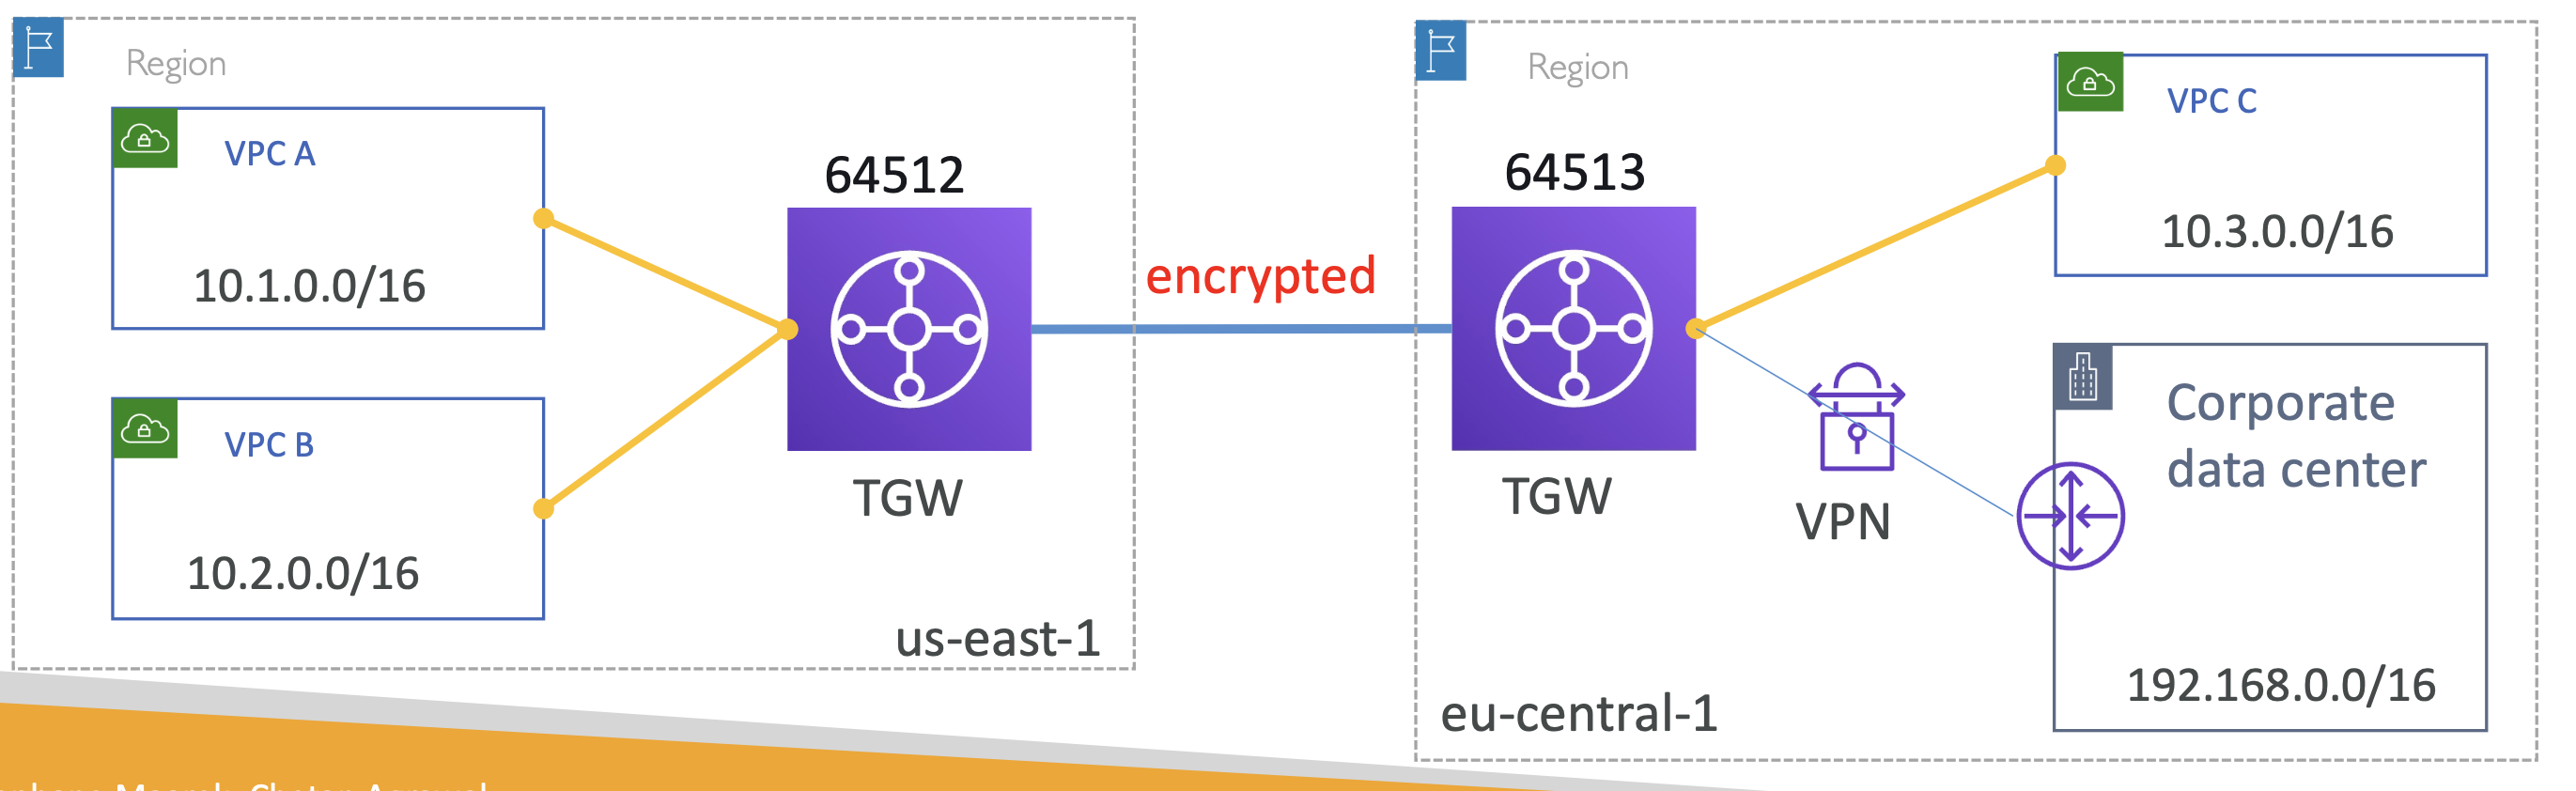 Region
VPC A
10.1.0.0/16
VPC B
10.2.0.0/16
64512
TGW
us-east-1
encrypted
Region
64513
TGW
eu-central-1
VPN
VPC C
10.3.0.0/16
Corporate
data center
192.168.0.0/16